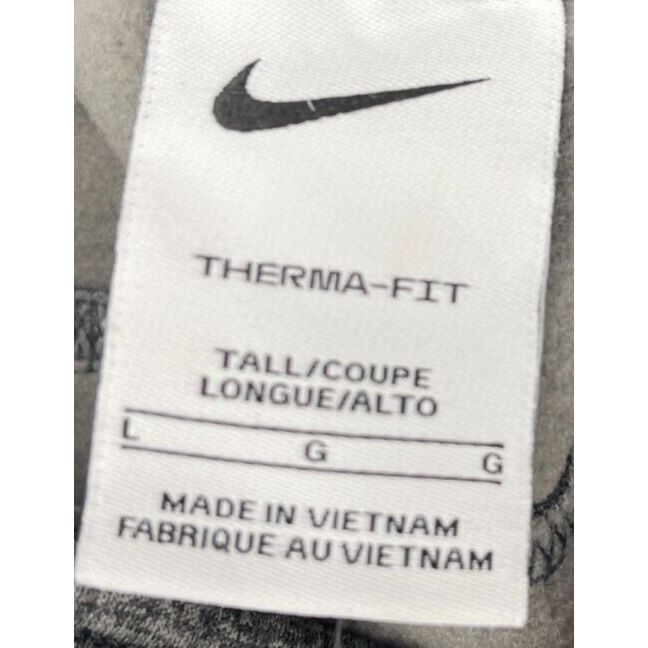 THERMA-FIT
TALL/COUPE
LONGUE/ALTO
L G G
MADE IN VIETNAM
FABRIQUE AU VIETNAM